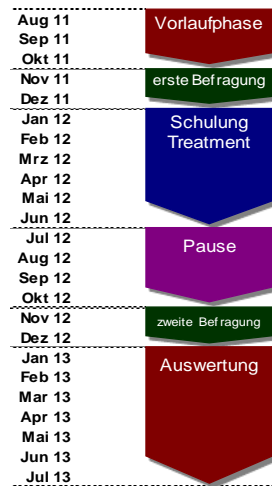 Aug 11
Sep 11
Okt 11
Vorlaufphase
Nov 11
Dez 11
erste Befragung
Jan 12
Feb 12
Mrz 12
Apr 12
Mai 12
Jun 12
Schulung
Treatment
Jul 12
Aug 12
Sep 12
Okt 12
Pause
Nov 12
Dez 12
zweite Befragung
Jan 13
Feb 13
Mar 13
Apr 13
Mai 13
Jun 13
Jul 13
Auswertung